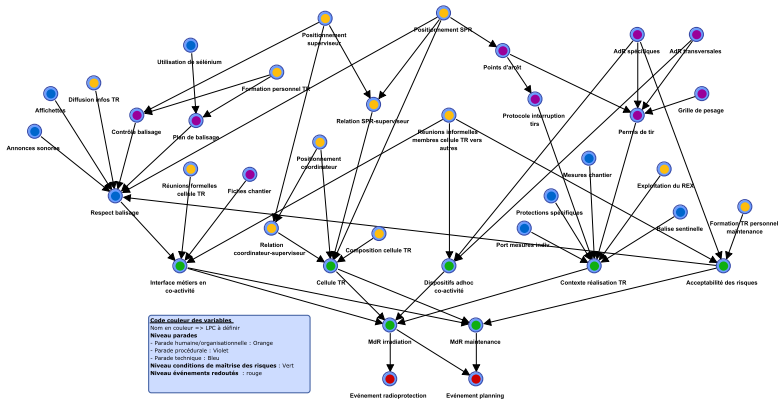 Positionnement
superviseur
Positionnement SPR
Utilisation de sélénium
Points d'arrêt
AdR spécifiques
AdR transversales
Affichettes
Diffusion infos TR
Formation personnel TR
Annonces sonores
Contrôle balisage
Plan de balisage
Relation SPR-superviseur
Protocole interruption
tirs
Grille de pesage
Permis de tir
Réunions informelles
membres cellule TR vers
autres
Positionnement
coordinateur
Mesures chantier
Réunions formelles
cellule TR
Fiches chantier
Exploitation du REX
Respect balisage
Protections spécifiques
Balise sentinelle
Formation TR personnel
maintenance
Relation
coordinateur-superviseur
Composition cellule TR
Port mesures indiv.
Interface métiers en
co-activité
Cellule TR
Dispositifs adhoc
co-activité
Contexte réalisation TR
Acceptabilité des risques
MdR irradiation
MdR maintenance
Evénement radioprotection
Evénement planning
Code couleur des variables
Nom en couleur => LPC à définir
Niveau parades
- Parade humaine/organisationnelle : Orange
- Parade procédurale : Violet
- Parade technique : Bleu
Niveau conditions de maîtrise des risques : Vert
Niveau événements redoutés : rouge